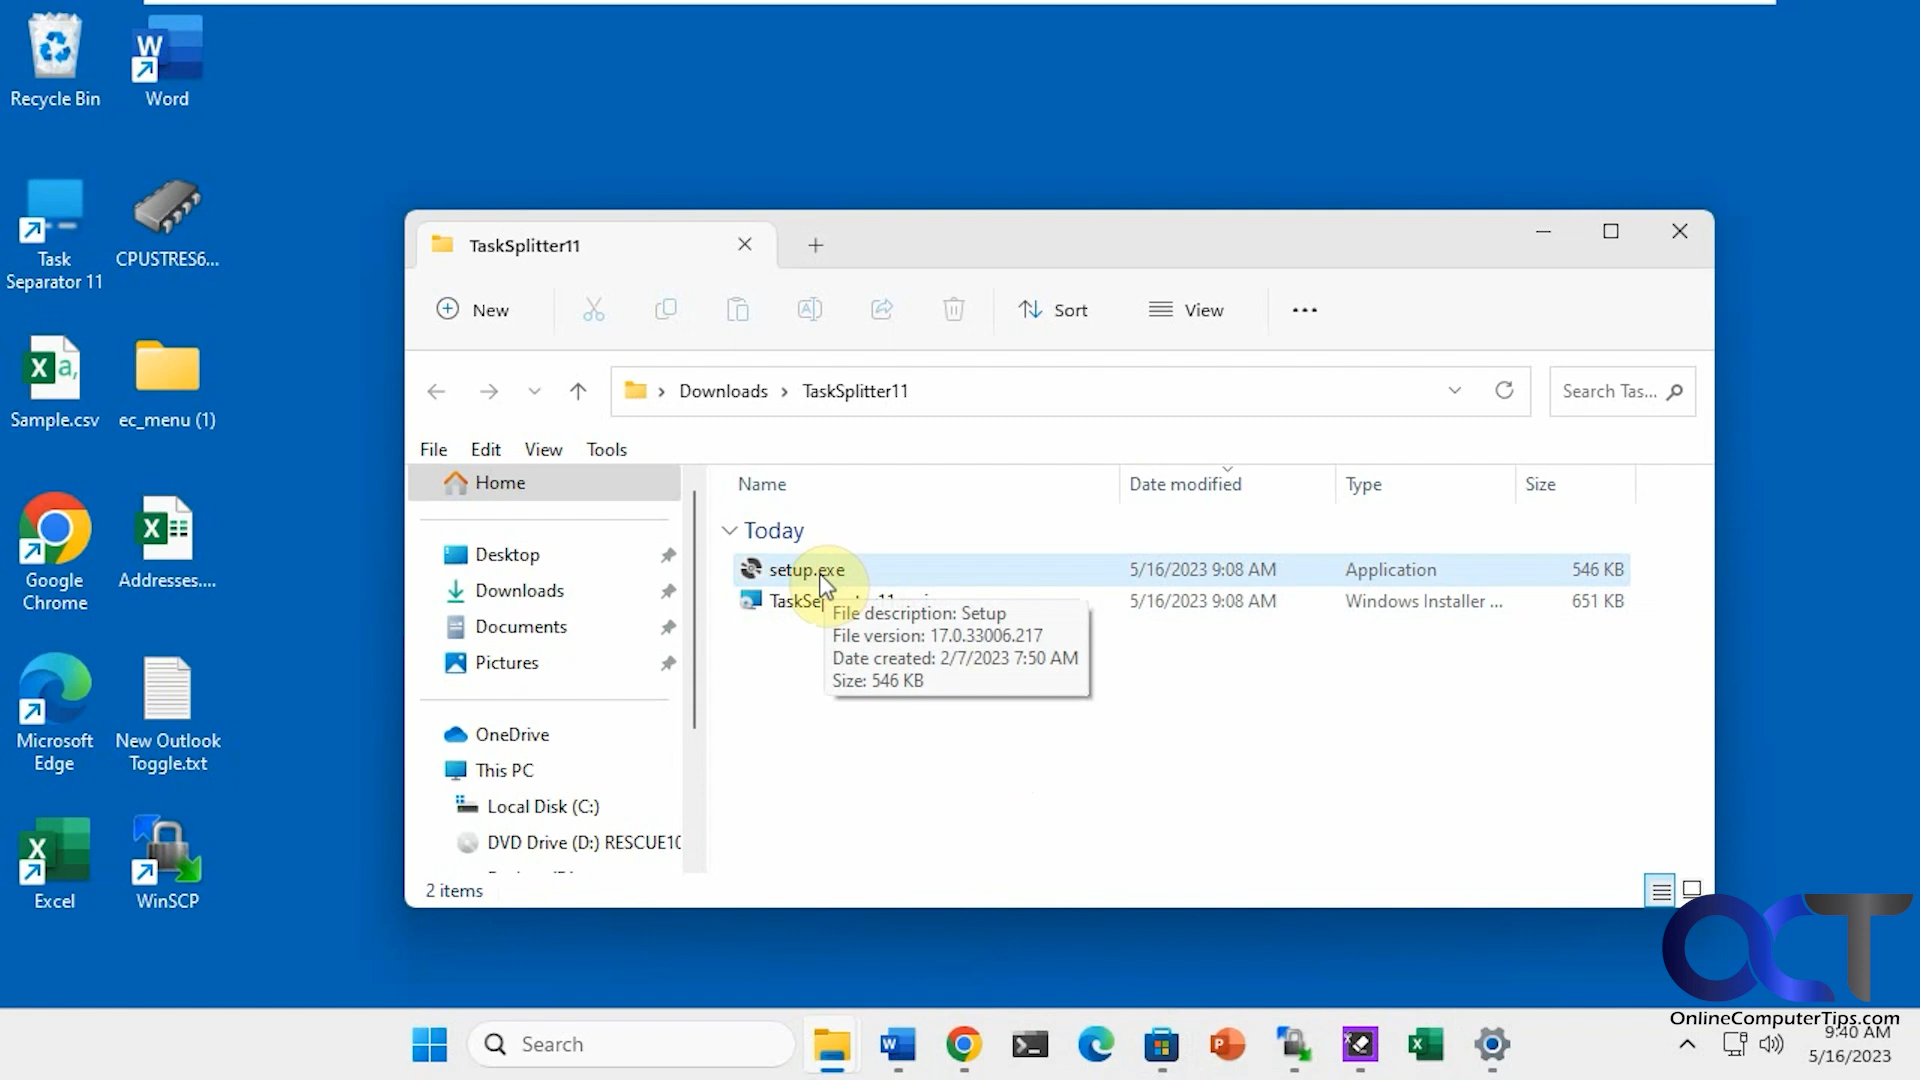 Recycle Bin
Word
Task
Separator 11
CPUSTRES6...
Sample.csv
ec_menu (1)
Google
Chrome
Addresses....
Microsoft
Edge
New Outlook
Toggle.txt
Excel
WinSCP
TaskSplitter11
New
Sort
View
Downloads
TaskSplitter11
Search Tas...
File Edit View Tools
Home
Desktop
Downloads
Documents
Pictures
OneDrive
This PC
Local Disk (C:)
DVD Drive (D:) RESCUE10
Name Date modified Type Size
Today
setup.exe 5/16/2023 9:08 AM Application 546 KB
5/16/2023 9:08 AM Windows Installer ... 651 KB
File description: Setup
File version: 17.0.33006.217
Date created: 2/7/2023 7:50 AM
Size: 546 KB
2 items
OCT
OnlineComputerTips.com
Search
9:40 AM
5/16/2023